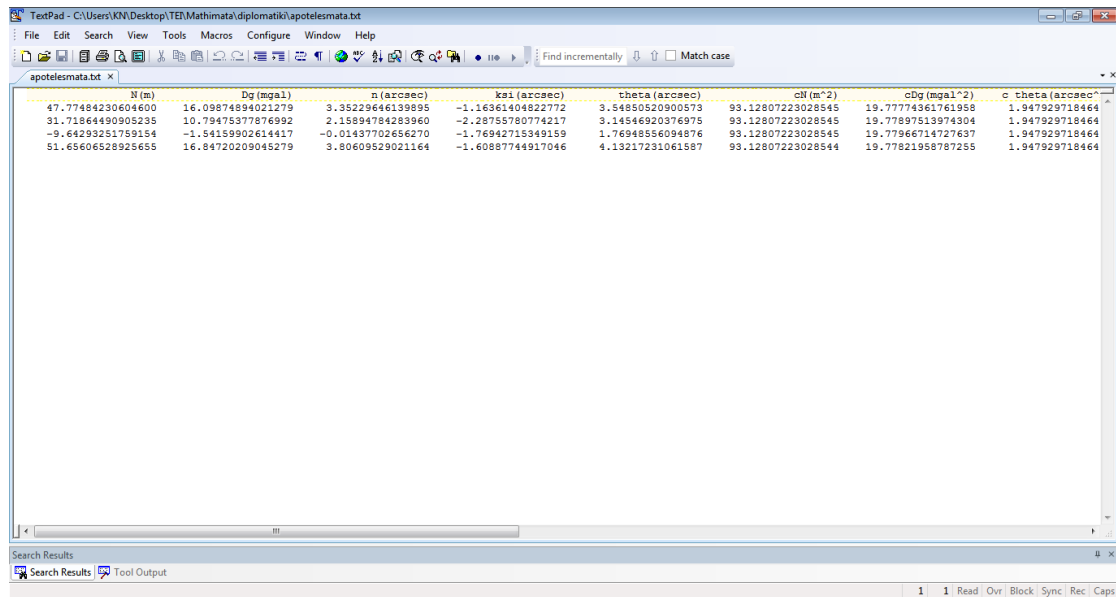 TextPad - C:\Users\KN\Desktop\TEI\Mathimata\diplomatiki\apotelesmata.txt
File Edit Search View Tools Macros Configure Window Help
Find incrementally Match case
apotelesmata.txt
N(m) Dg(mgal) n(arcsec) ksi(arcsec) theta(arcsec) cN(m^2) cDg(mgal^2) c theta(arcsec^
47.77484230604600 16.09874894021279 3.35229646139895 -1.16361404822772 3.54850520900573 93.12807223028545 19.77774361761958 1.947929718464
31.71864490905235 10.79475377876992 2.15894784283960 -2.28755780774217 3.14546920376975 93.12807223028545 19.77897513974304 1.947929718464
-9.64293251759154 -1.54159902614417 -0.01437702656270 -1.76942715349159 1.76948556094876 93.12807223028545 19.77966714727637 1.947929718464
51.65606528925655 16.84720209045279 3.80609529021164 -1.60887744917046 4.13217231061587 93.12807223028544 19.77821958787255 1.947929718464
Search Results
Search Results Tool Output
1 1 Read Ovr Block Sync Rec Caps